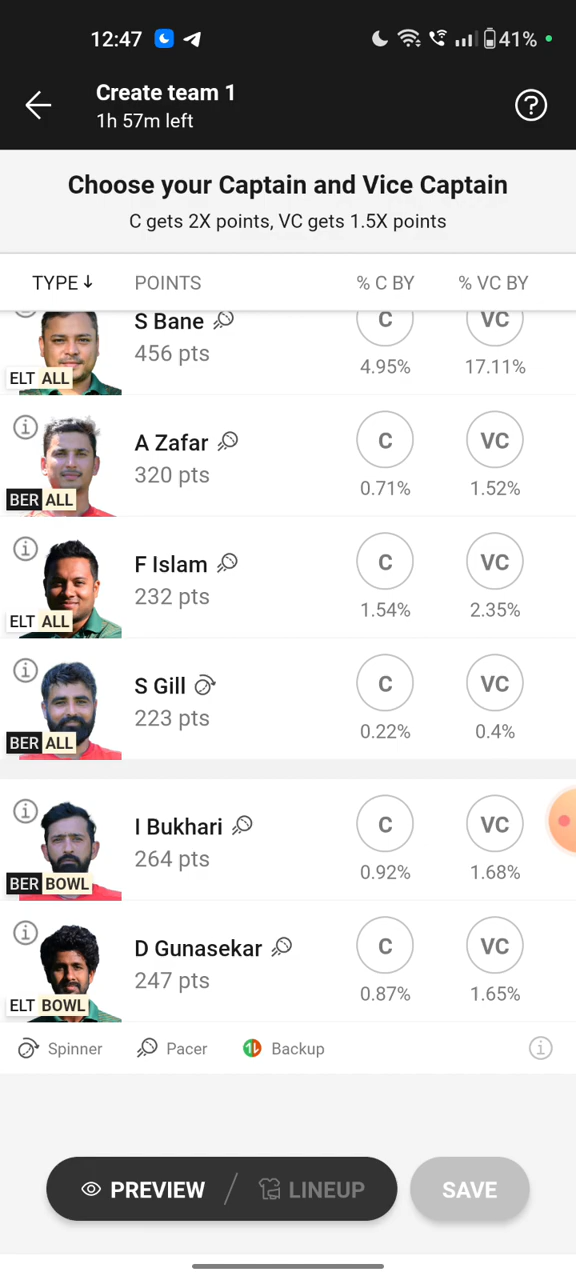 12:47 41%
Create team 1
1h 57m left
Choose your Captain and Vice Captain
C gets 2X points, VC gets 1.5X points
TYPE↓ POINTS % C BY % VC BY
S Bane C VC
456 pts 4.95% 17.11%
ELT ALL
A Zafar C VC
320 pts 0.71% 1.52%
BER ALL
F Islam C VC
232 pts 1.54% 2.35%
ELT ALL
S Gill C VC
223 pts 0.22% 0.4%
BER ALL
I Bukhari C VC
264 pts 0.92% 1.68%
BER BOWL
D Gunasekar C VC
247 pts 0.87% 1.65%
ELT BOWL
Spinner Pacer Backup
PREVIEW / LINEUP SAVE